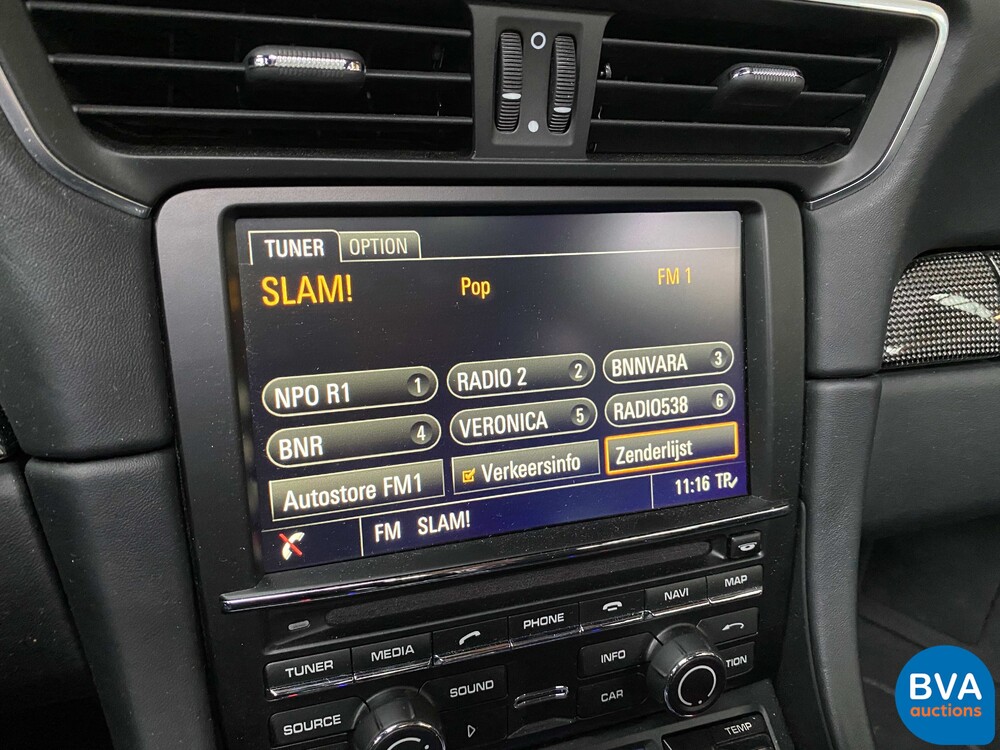 TUNER OPTION
SLAM! Pop FM 1
NPO R1 1 RADIO 2 2 BNNVARA 3
BNR 4 VERONICA 5 RADIO538 6
Autostore FM1 Verkeersinfo Zenderlijst
FM SLAM! 11:16 TP
TUNER MEDIA PHONE NAVI MAP
SOURCE SOUND INFO CAR
TEMP
BVA
auctions